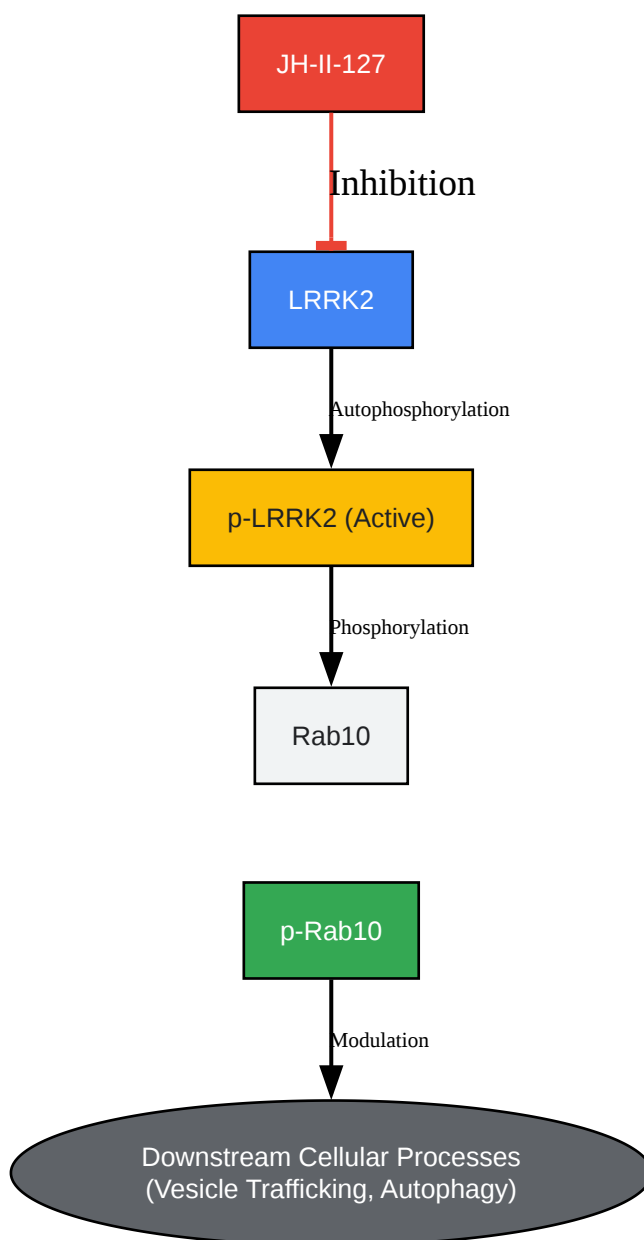 JH-II-127
Inhibition
LRRK2
Autophosphorylation
p-LRRK2 (Active)
Phosphorylation
Rab10
p-Rab10
Modulation
Downstream Cellular Processes
(Vesicle Trafficking, Autophagy)